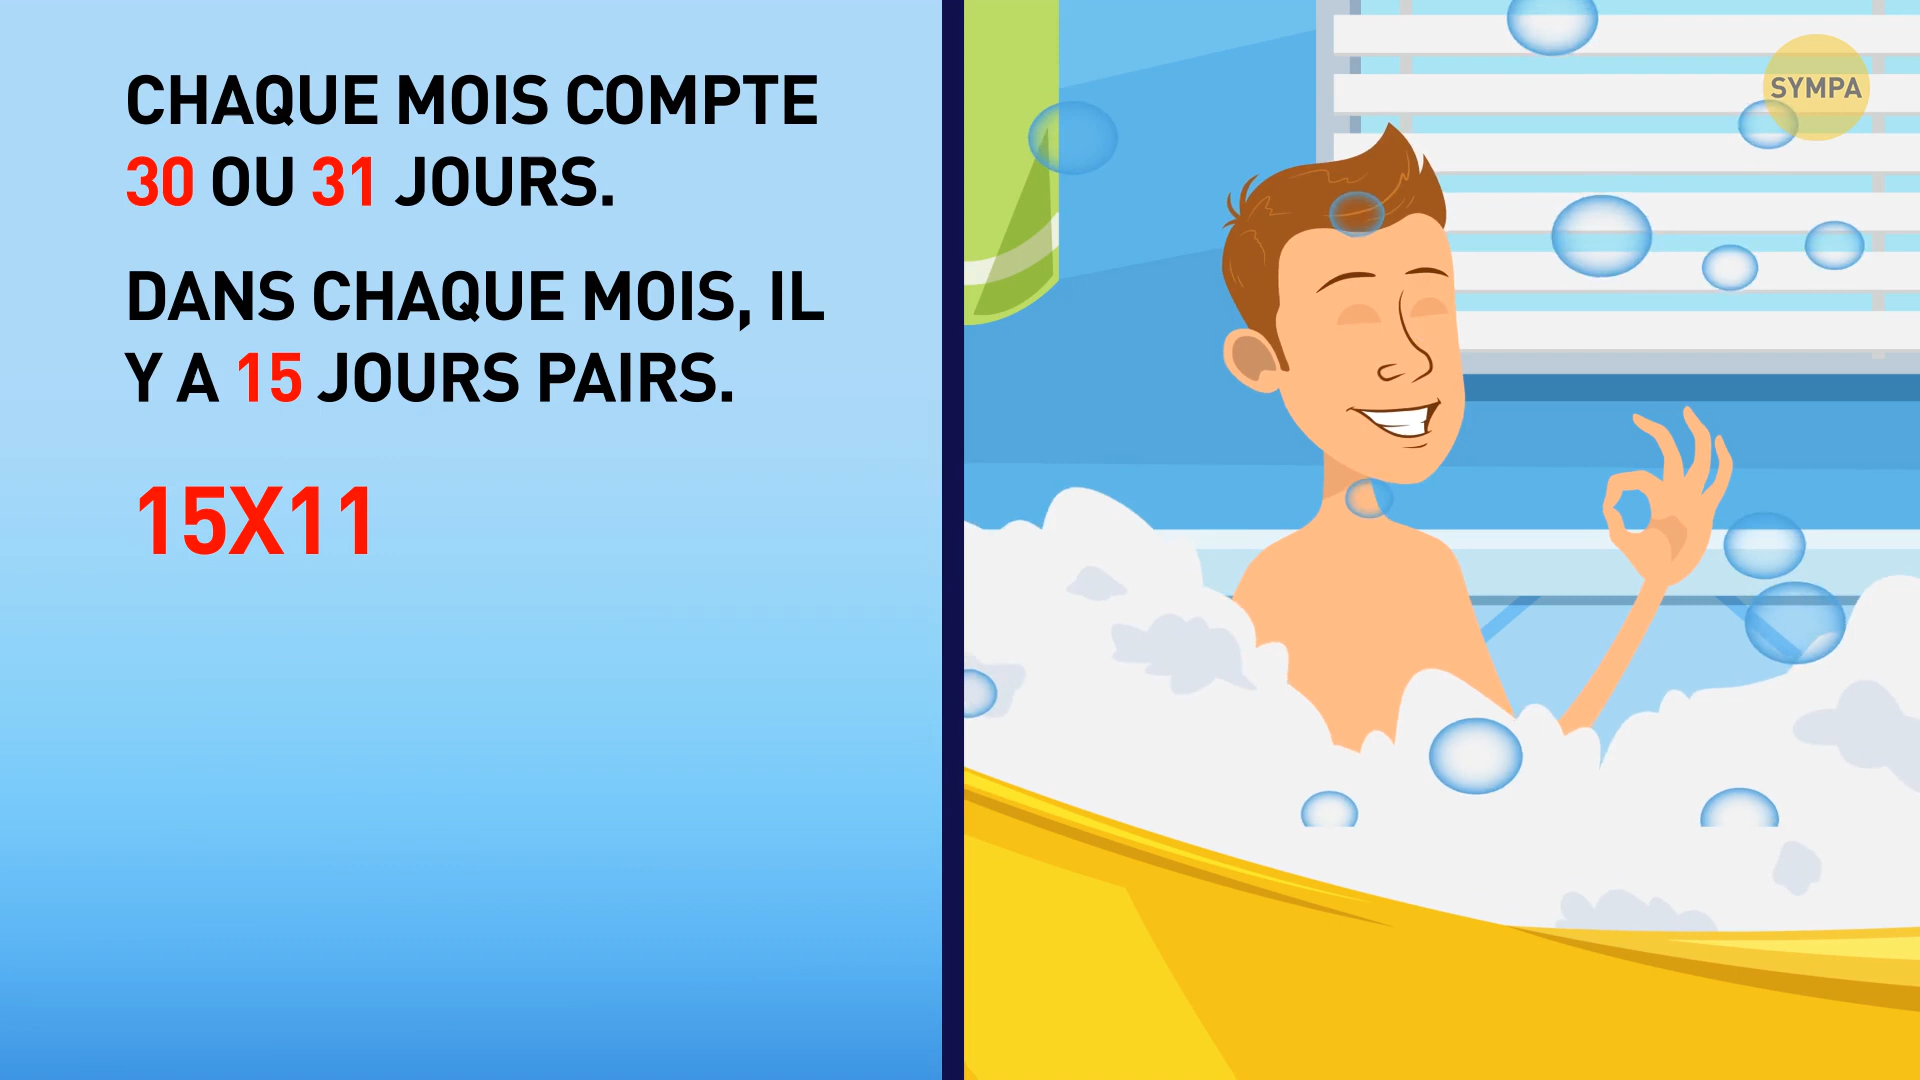 CHAQUE MOIS COMPTE
30 OU 31 JOURS.
DANS CHAQUE MOIS, IL
Y A 15 JOURS PAIRS.
15X11
SYMPA